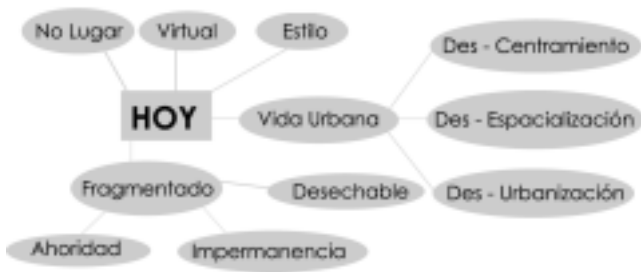 No Lugar
Virtual
Estilo
Des - Centramiento
HOY
Vida Urbana
Des - Espacialización
Fragmentado
Desechable
Des - Urbanización
Ahoridad
Impermanencia